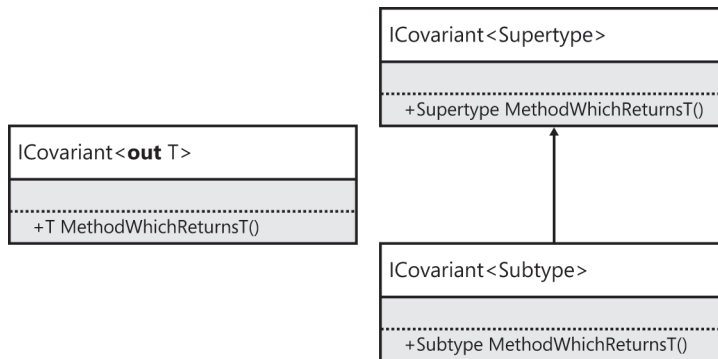 ICovariant<out T>
+T MethodWhichReturnsT()
ICovariant<Supertype>
+Supertype MethodWhichReturnsT()
ICovariant<Subtype>
+Subtype MethodWhichReturnsT()